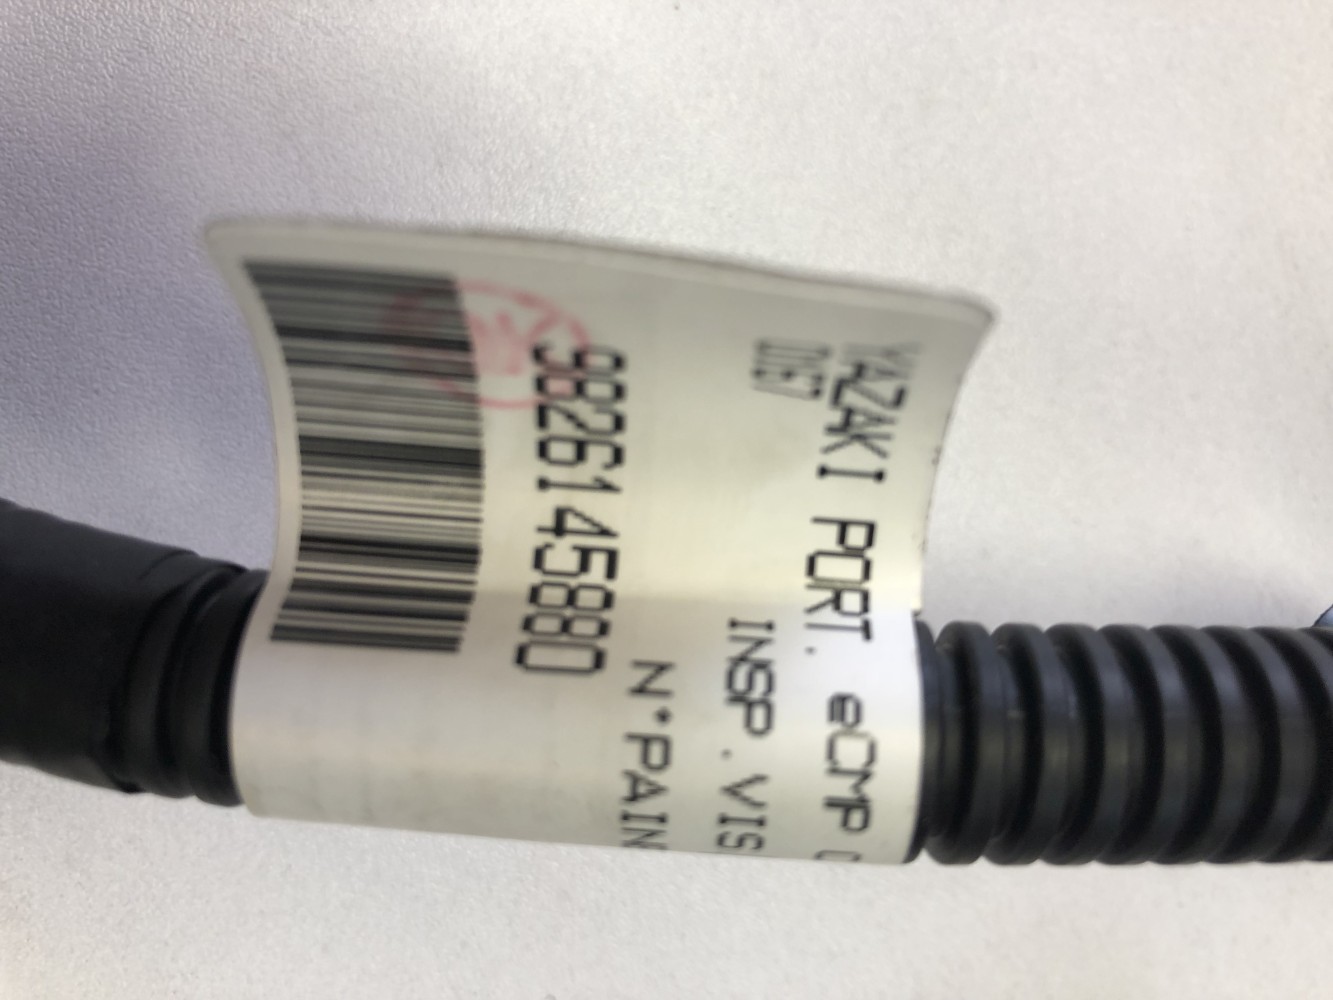 YAZAKI PORT. eCMP
INSP. VIS
N°PAIN
9826145880